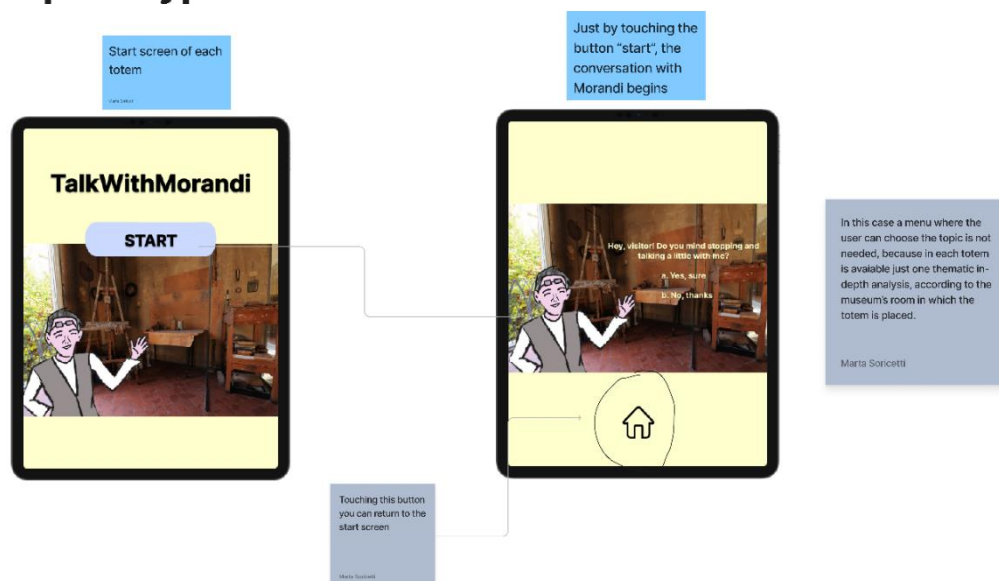 Start screen of each
totem
Just by touching the
button “start”, the
conversation with
Morandi begins
TalkWithMorandi
START
Hey, visitor! Do you mind stopping and
talking a little with me?
a. Yes, sure
b. No, thanks
In this case a menu where the
user can choose the topic is not
needed, because in each totem
is avaiable just one thematic in-
depth analysis, according to the
museum’s room in which the
totem is placed.
Marta Soricetti
Touching this button
you can return to the
start screen
Marta Soricetti